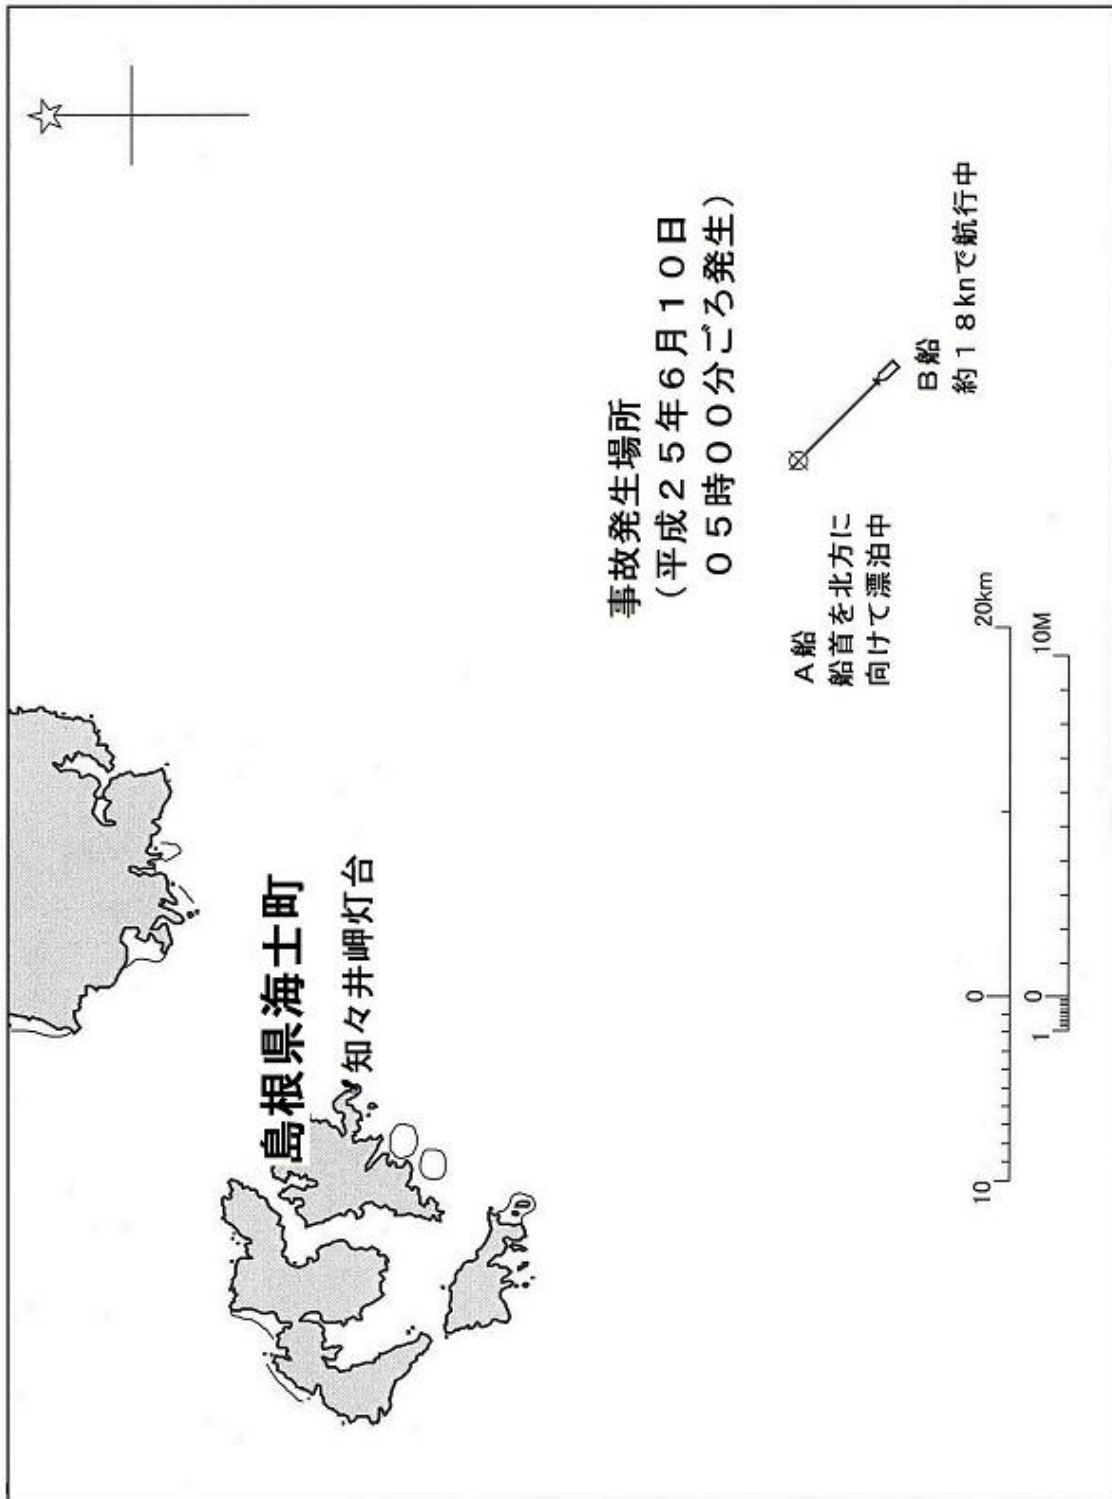 島根県海士町
知々井岬灯台
事故発生場所
（平成２５年６月１０日
０５時００分ごろ発生）
A船
船首を北方に
向けて漂泊中
B船
約１８knで航行中
10 0 20km
1 0 10M